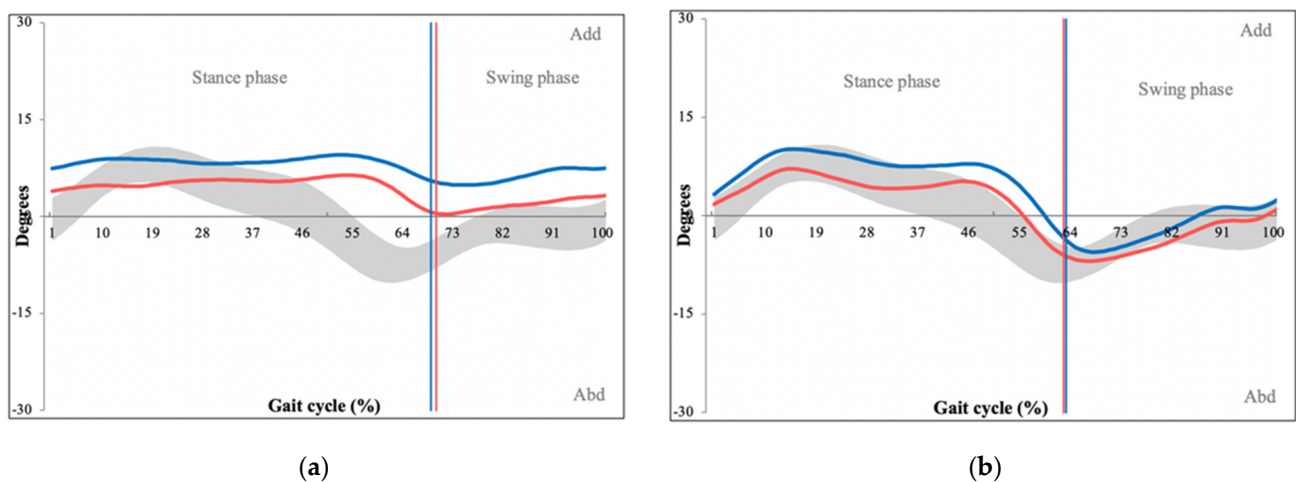 30
Add
Stance phase
Swing phase
15
Degrees
0
1 10 19 28 37 46 55 64 73 82 91 100
-15
Abd
Gait cycle (%)
-30
(a)
30
Add
Stance phase
Swing phase
15
Degrees
0
1 10 19 28 37 46 55 64 73 82 91 100
-15
Abd
Gait cycle (%)
-30
(b)